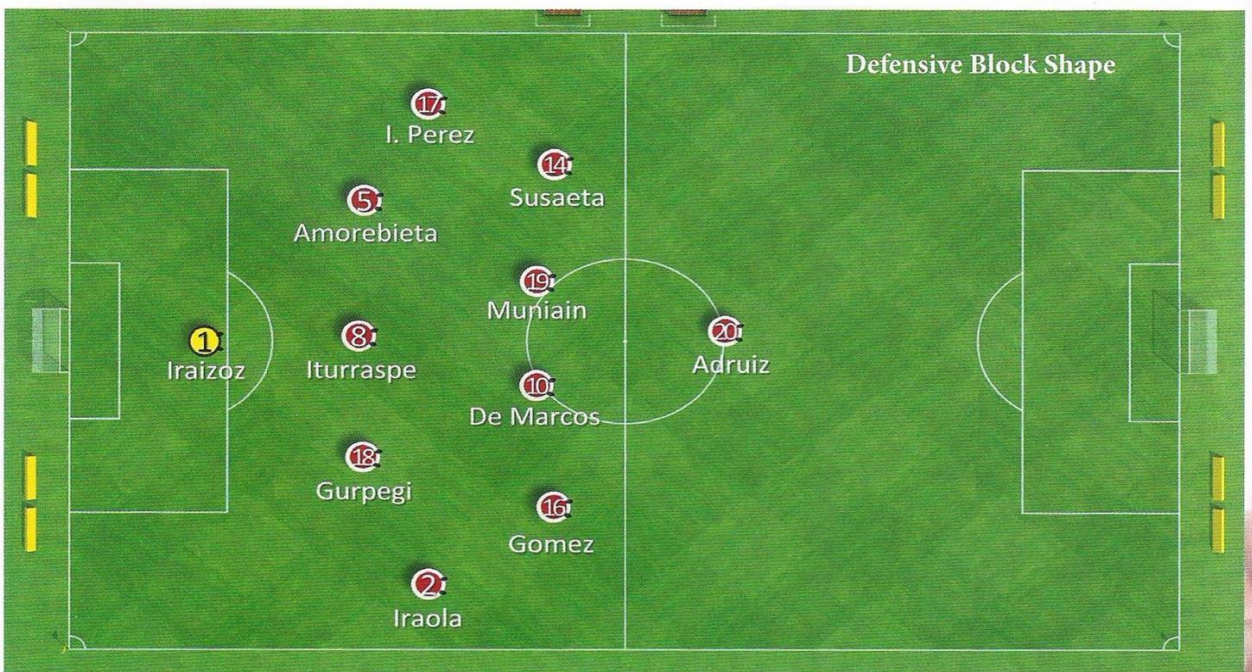 Defensive Block Shape
17
I. Perez
14
Susaeta
5
Amorebieta
19
Muniain
20
Adruiz
8
Iturraspe
1
Iraizoz
10
De Marcos
18
Gurpegi
16
Gomez
2
Iraola